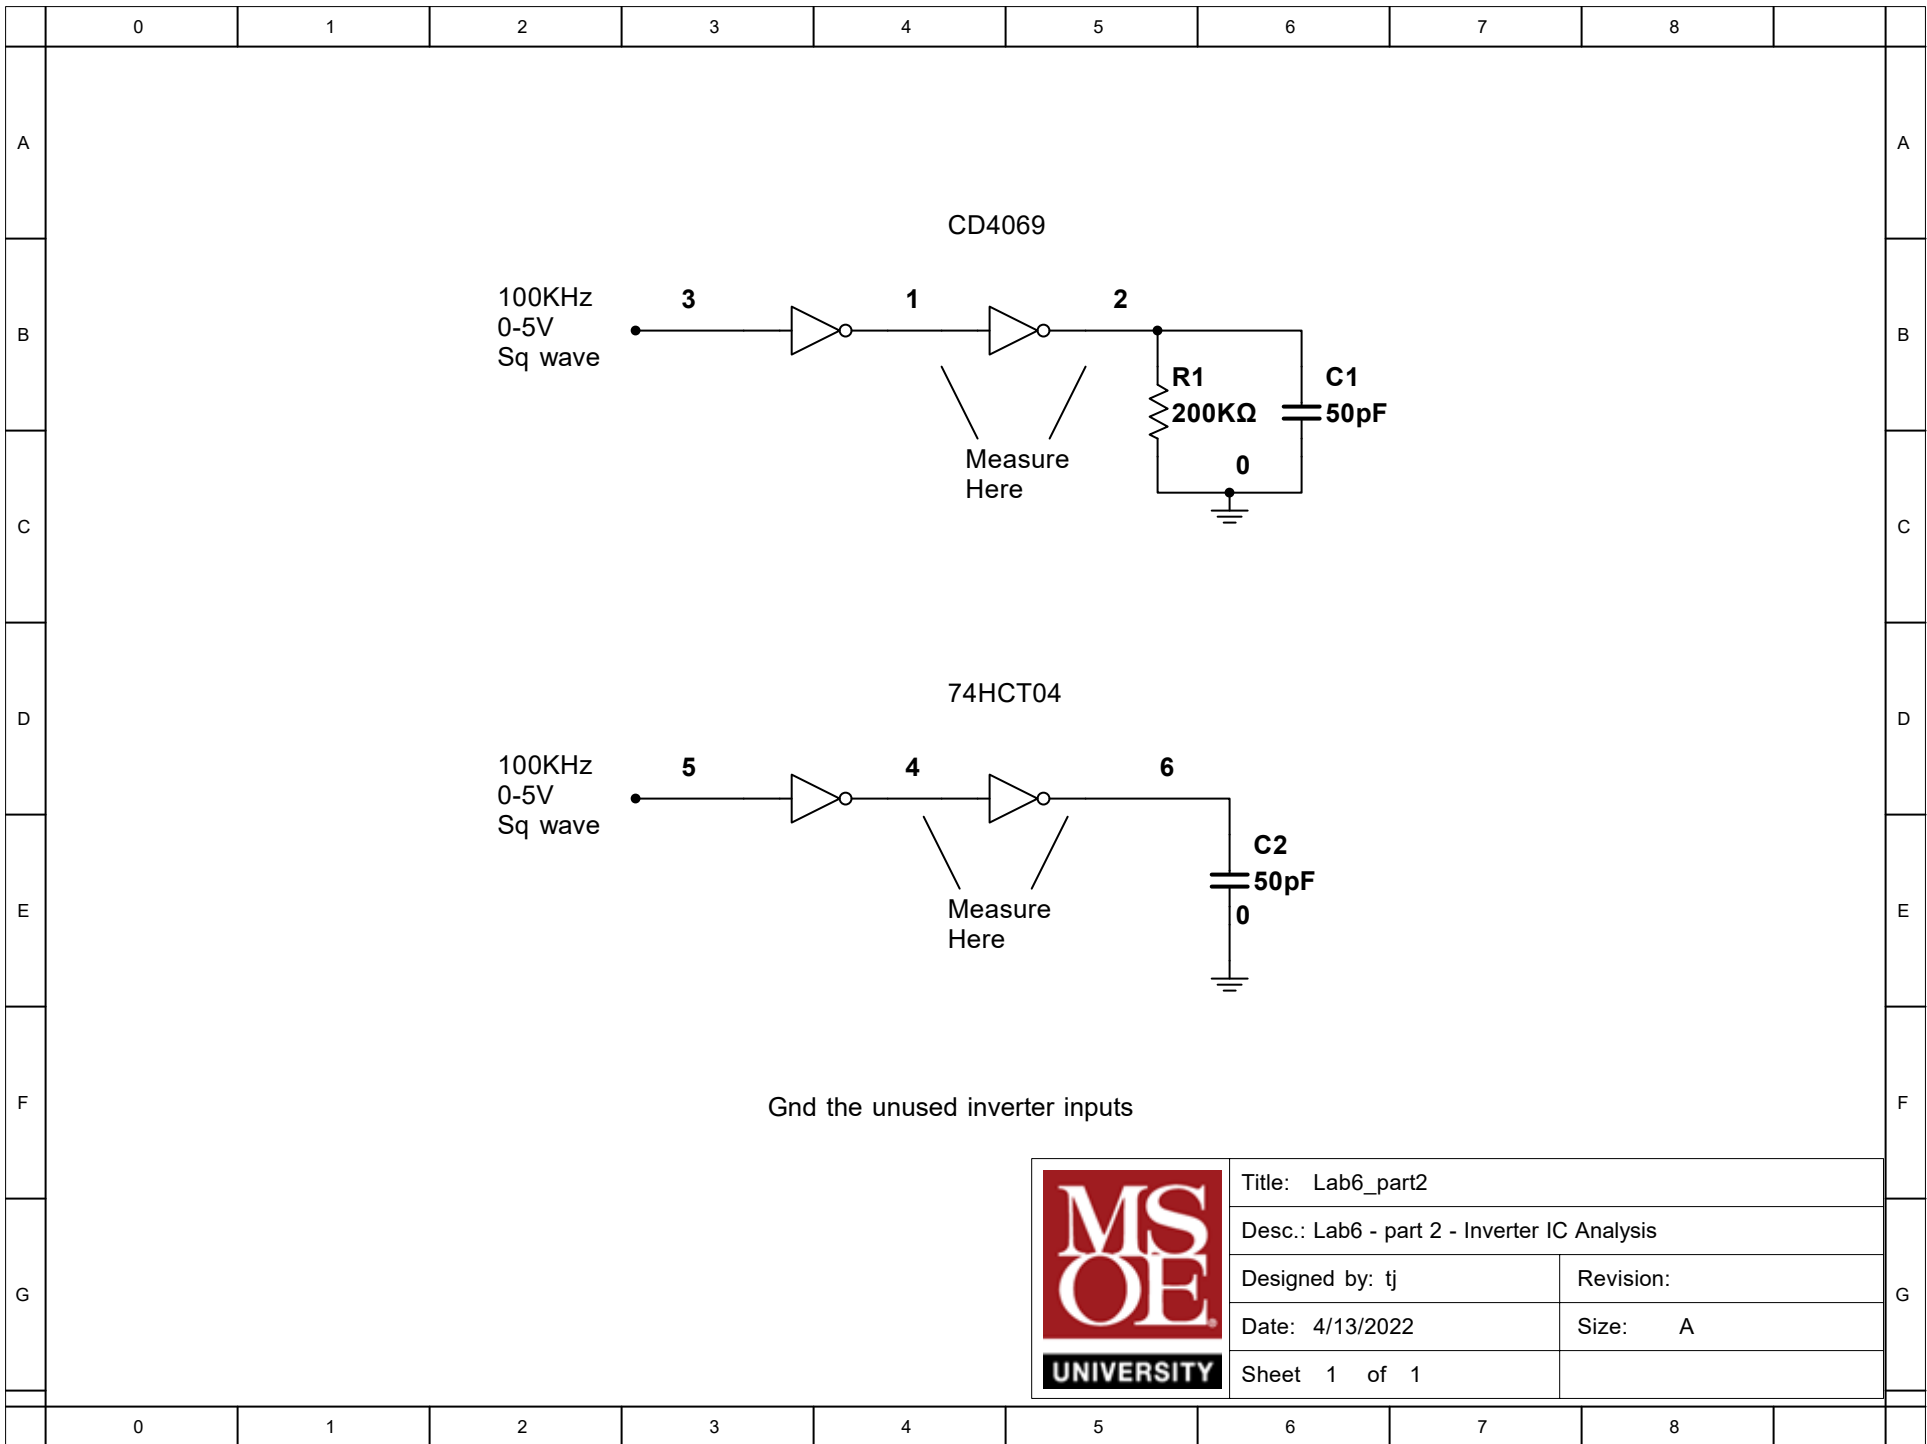 0 1 2 3 4 5 6 7 8
A A
CD4069
100KHz
0-5V
Sq wave
3 1 2
B B
R1
200KΩ
C1
50pF
Measure
Here
0
C C
74HCT04
D D
100KHz
0-5V
Sq wave
5 4 6
C2
50pF
0
Measure
Here
E E
F F
Gnd the unused inverter inputs
MS
OE
UNIVERSITY
Title: Lab6_part2
Desc.: Lab6 - part 2 - Inverter IC Analysis
Designed by: tj Revision:
Date: 4/13/2022 Size: A
Sheet 1 of 1
G G
0 1 2 3 4 5 6 7 8